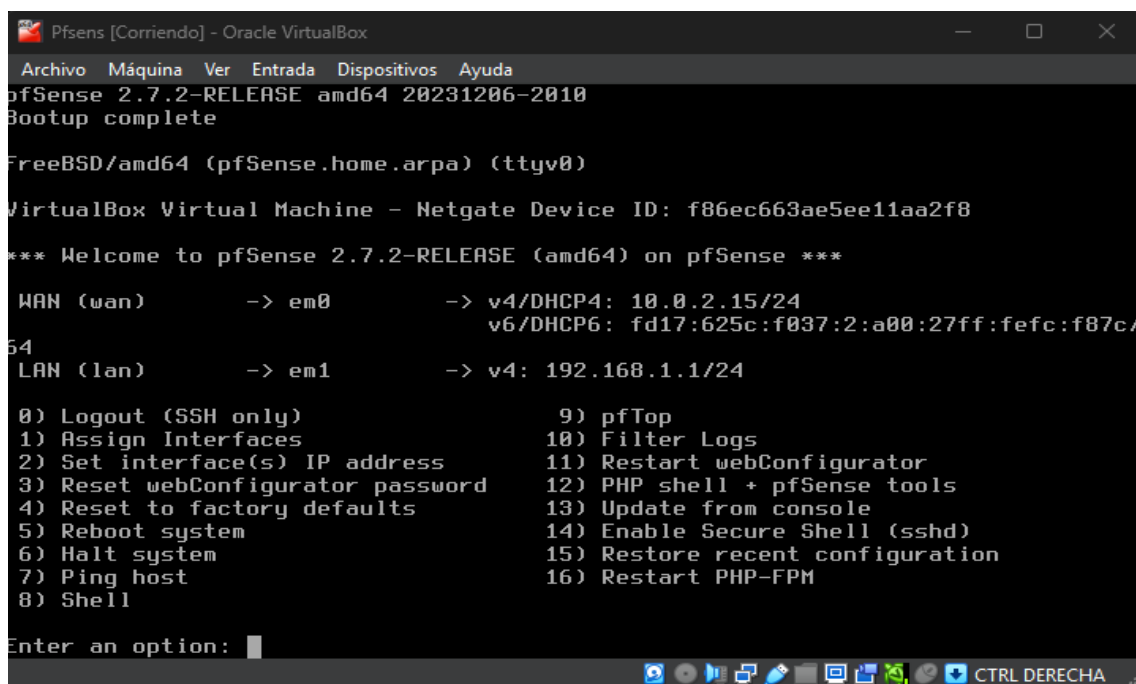 Pfsens [Corriendo] - Oracle VirtualBox
Archivo Máquina Ver Entrada Dispositivos Ayuda
pfSense 2.7.2-RELEASE amd64 20231206-2010
Bootup complete
FreeBSD/amd64 (pfSense.home.arpa) (ttyv0)
VirtualBox Virtual Machine - Netgate Device ID: f86ec663ae5ee11aa2f8
*** Welcome to pfSense 2.7.2-RELEASE (amd64) on pfSense ***
WAN (wan) -> em0 -> v4/DHCP4: 10.0.2.15/24
v6/DHCP6: fd17:625c:f037:2:a00:27ff:fefc:f87c/
64
LAN (lan) -> em1 -> v4: 192.168.1.1/24
0) Logout (SSH only) 9) pfTop
1) Assign Interfaces 10) Filter Logs
2) Set interface(s) IP address 11) Restart webConfigurator
3) Reset webConfigurator password 12) PHP shell + pfSense tools
4) Reset to factory defaults 13) Update from console
5) Reboot system 14) Enable Secure Shell (sshd)
6) Halt system 15) Restore recent configuration
7) Ping host 16) Restart PHP-FPM
8) Shell
Enter an option:
CTRL DERECHA